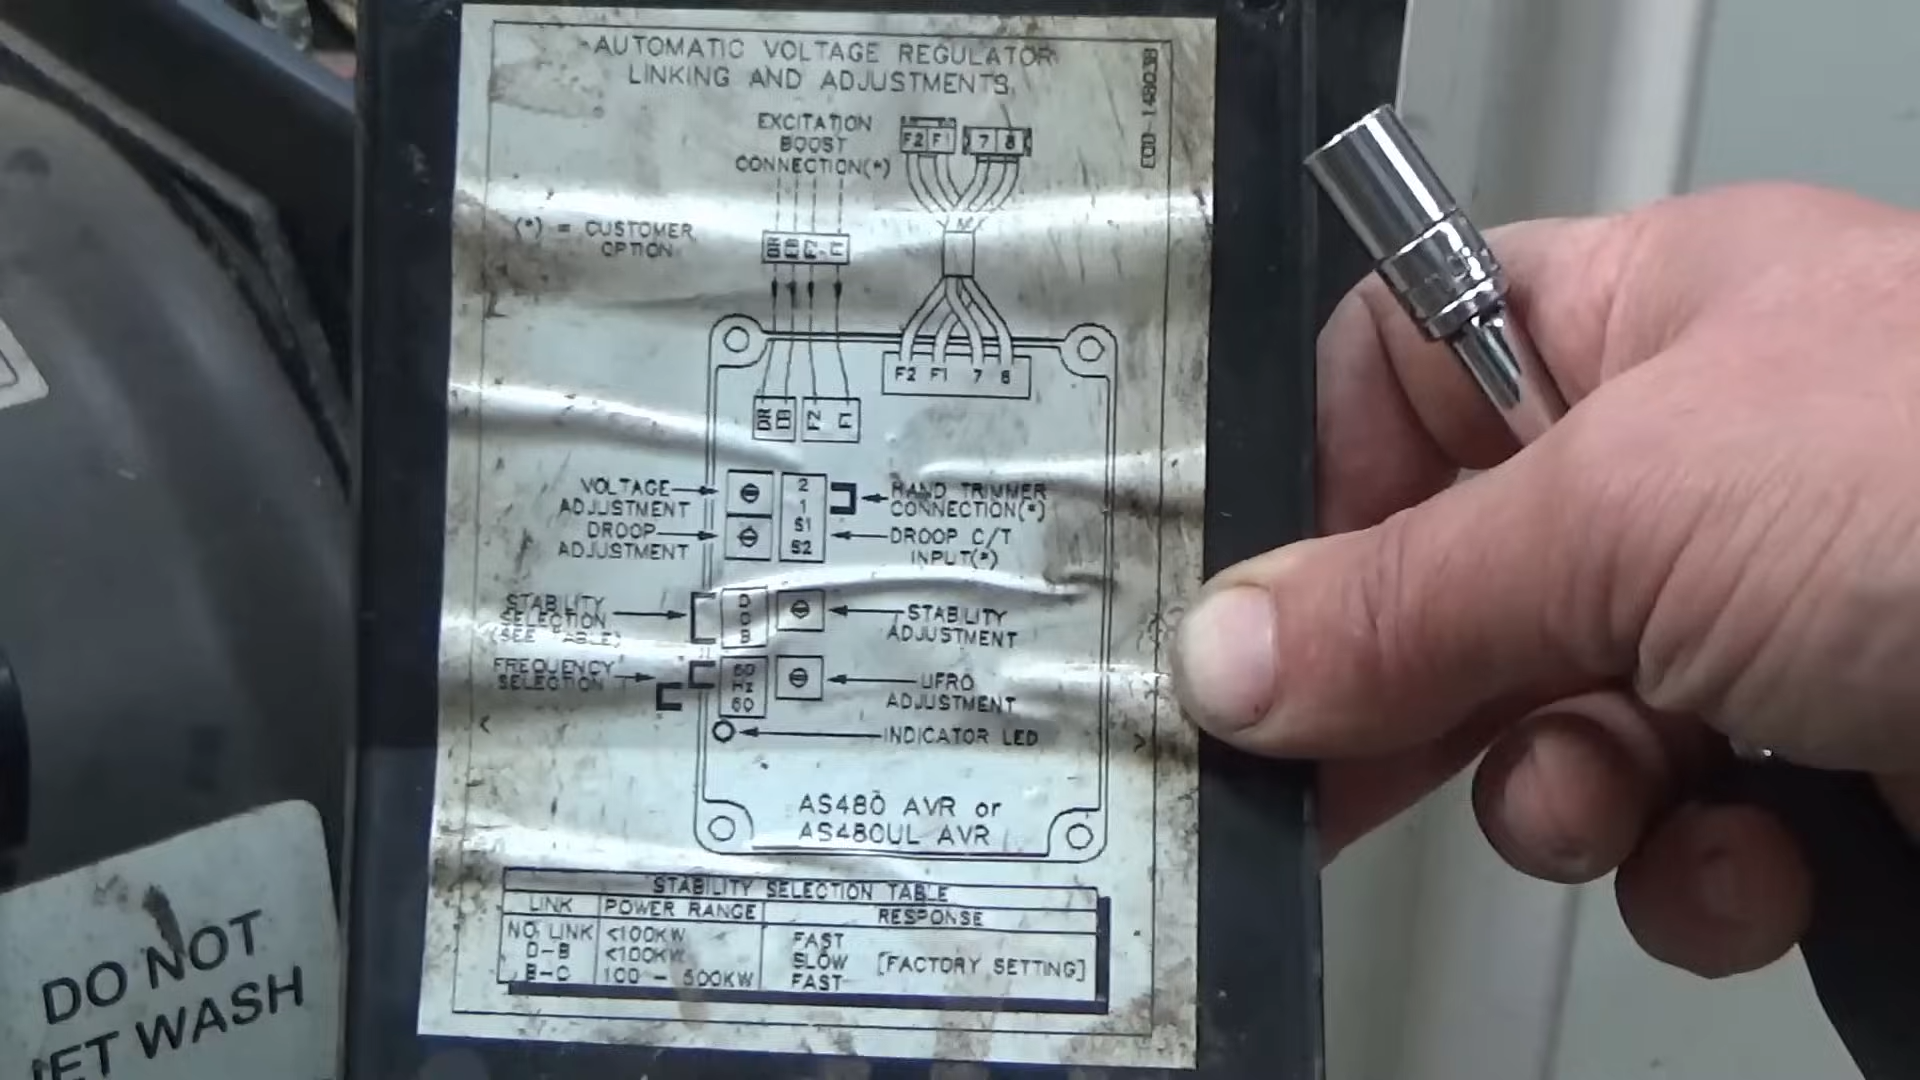 AUTOMATIC VOLTAGE REGULATOR
LINKING AND ADJUSTMENTS.
EXCITATION
BOOST
CONNECTION(*)
F2 F1 7 8
(*) = CUSTOMER
OPTION
F2 F1 7 8
VOLTAGE
ADJUSTMENT
DROOP
ADJUSTMENT
2
1
S1
S2
HAND TRIMMER
CONNECTION(*)
DROOP C/T
INPUT(*)
STABILITY
SELECTION
(SEE TABLE)
STABILITY
ADJUSTMENT
FREQUENCY
SELECTION
HZ
60
UFRO
ADJUSTMENT
INDICATOR LED
AS480 AVR or
AS480UL AVR
STABILITY SELECTION TABLE
LINK POWER RANGE RESPONSE
NO LINK <100KW FAST
<100KW SLOW [FACTORY SETTING]
100 - 500KW FAST
DO NOT
JET WASH